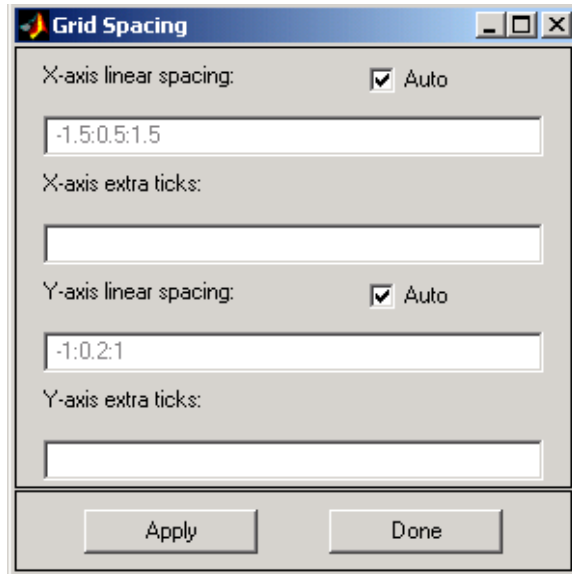 Grid Spacing
X-axis linear spacing: Auto
-1.5:0.5:1.5
X-axis extra ticks:
Y-axis linear spacing: Auto
-1:0.2:1
Y-axis extra ticks:
Apply Done